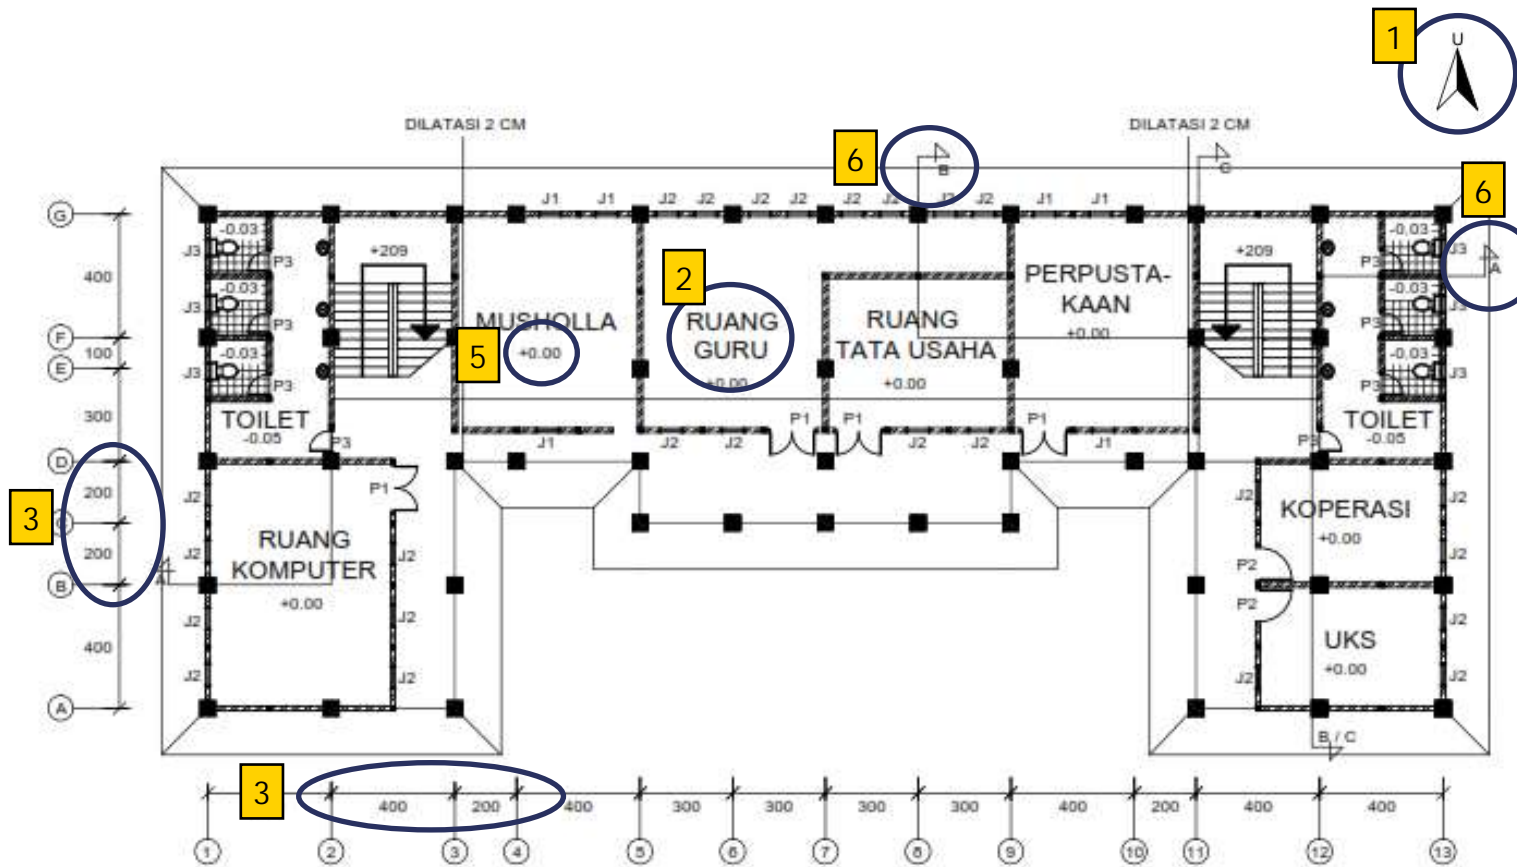 1
U
DILATASI 2 CM
DILATASI 2 CM
6
B
C
6
J1 J1 J2 J2 J2 J2 J2 J2 J2 J2 J1 J1
G
-0.03
-0.03
J3
P3
+209
+209
P3
J3
A
400
2
PERPUSTA-
KAAN
+0.00
-0.03
-0.03
J3
P3
P3
J3
MUSHOLLA
+0.00
RUANG
GURU
+0.00
RUANG
TATA USAHA
+0.00
F
5
100
E
-0.03
-0.03
J3
P3
P3
J3
300
TOILET
-0.05
P3
TOILET
-0.05
P3
P1
P1
P1
J1
J2
J2
J2
J2
J1
D
3
200
C
200
B
400
A
J2
P1
RUANG
KOMPUTER
+0.00
J2
J2
A
J2
J2
J2
J2
J2
J2
KOPERASI
+0.00
J2
P2
P2
J2
UKS
+0.00
J2
J2
B / C
3
400 200 400 300 300 300 300 400 200 400 400
1 2 3 4 5 6 7 8 9 10 11 12 13